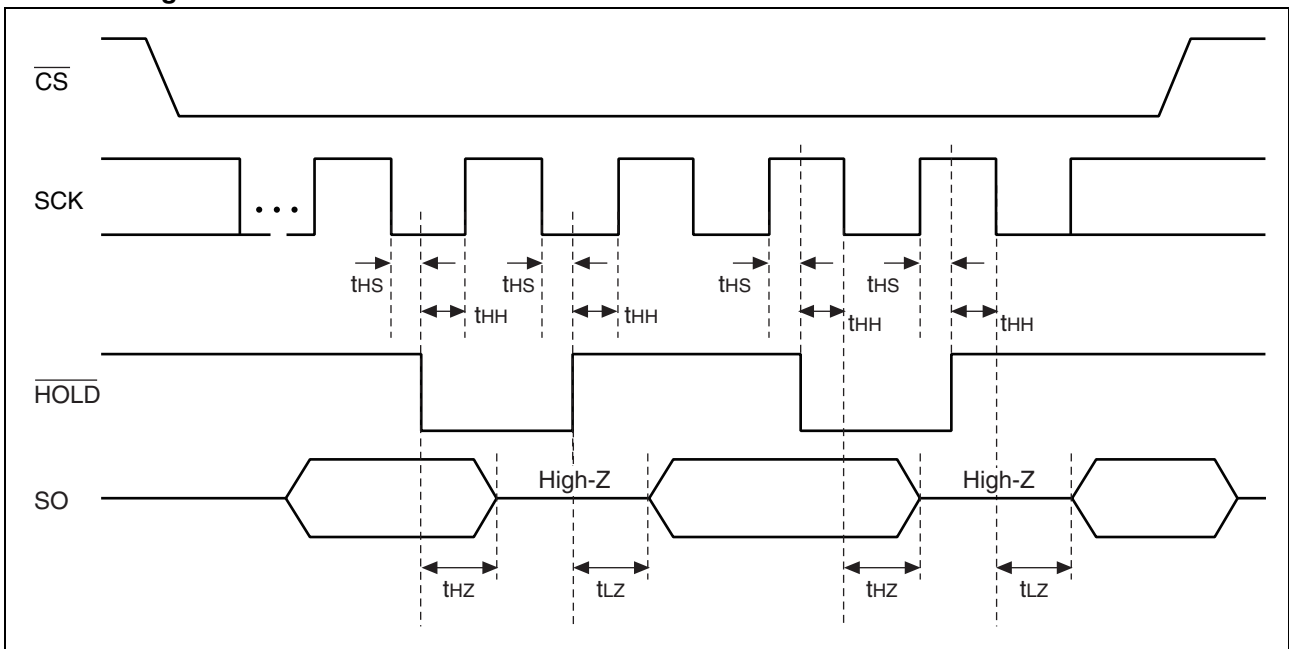 CS
SCK
tHS tHS tHS tHS
tHH tHH tHH tHH
HOLD
High-Z High-Z
SO
tHZ tLZ tHZ tLZ